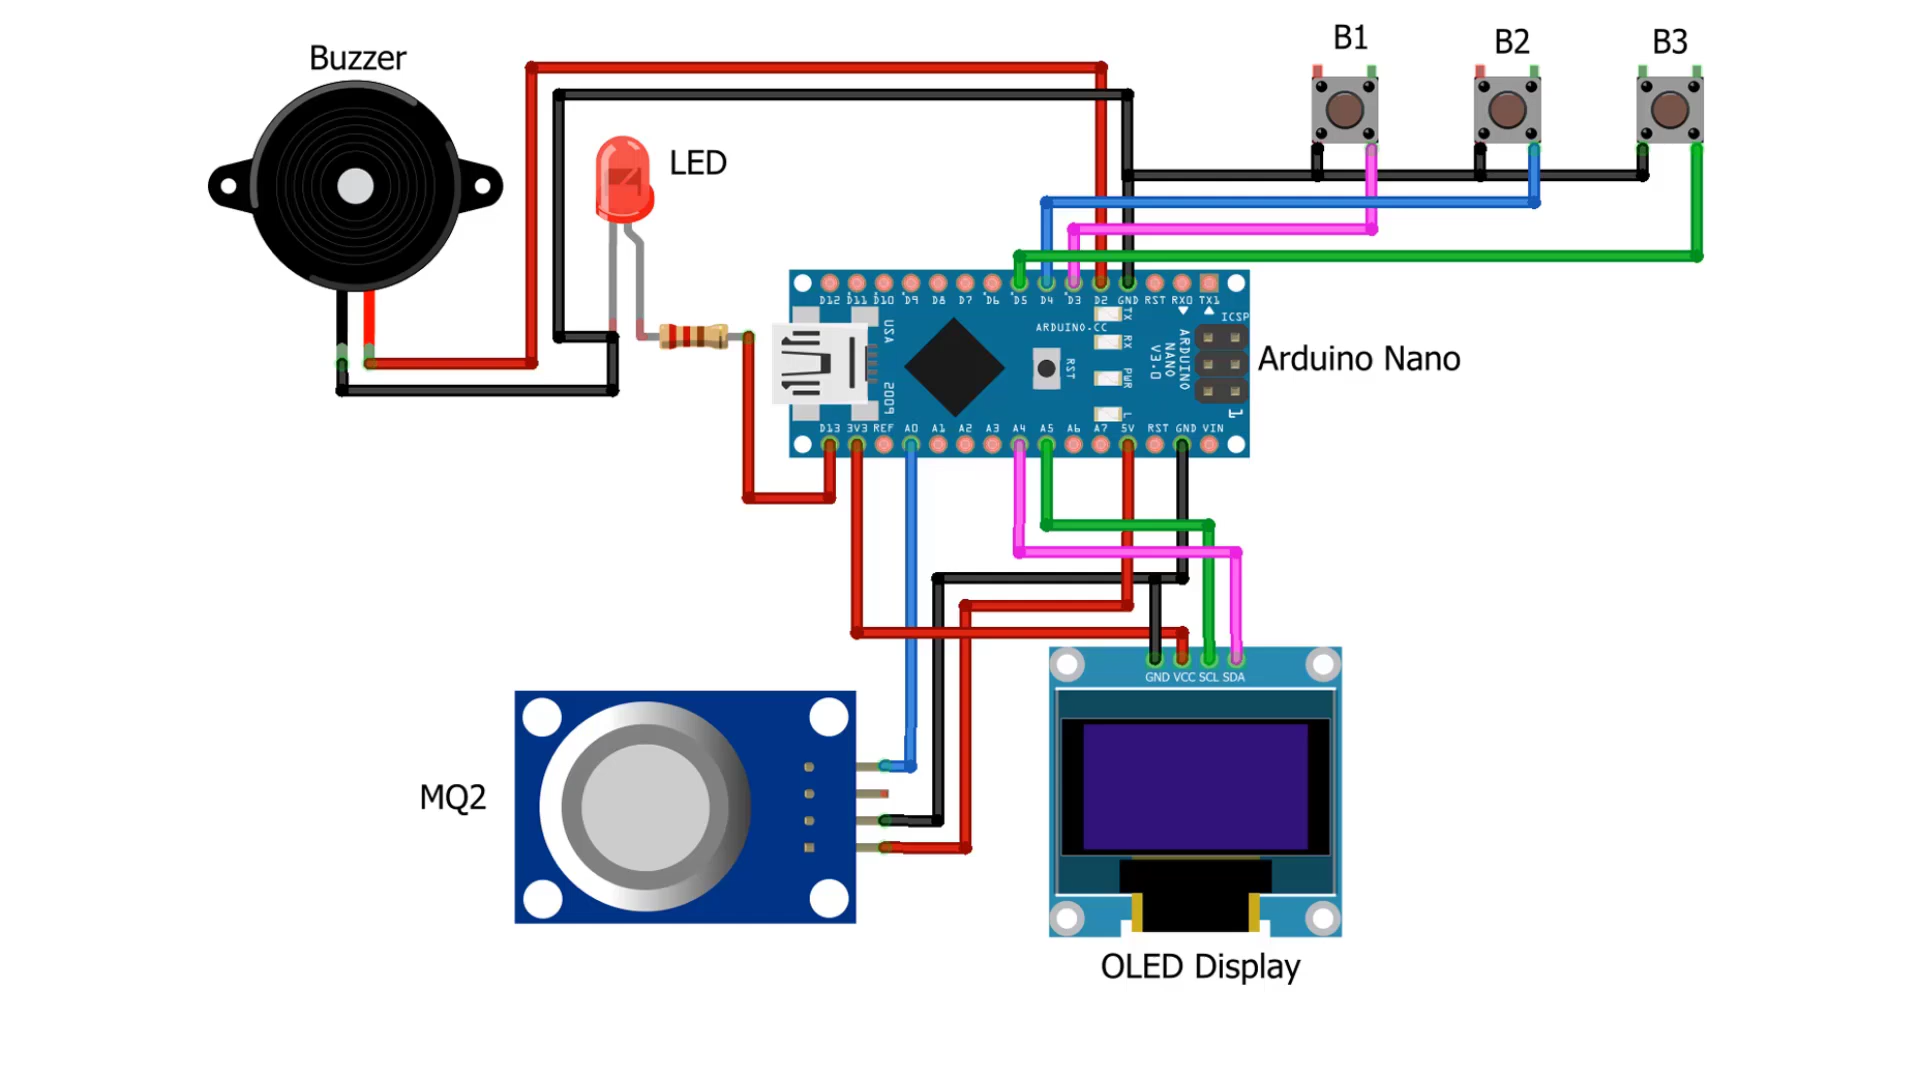 Buzzer
LED
B1
B2
B3
D12 D11 D10 D9 D8 D7 D6 D5 D4 D3 D2 GND RST RX0 TX1
USA
5009
ARDUINO.CC
RST
TX
RX
PWR
L
ARDUINO
NANO
V3.0
ICSP
1
Arduino Nano
D13 3V3 REF A0 A1 A2 A3 A4 A5 A6 A7 5V RST GND VIN
MQ2
GND VCC SCL SDA
OLED Display